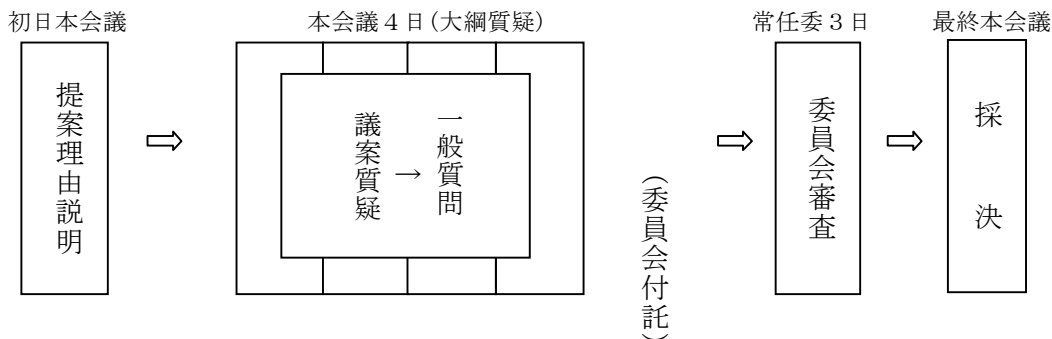 初日本会議
本会議4日(大綱質疑)
常任委3日
最終本会議
提案理由説明
⇨
議案質疑
→
一般質問
(委員会付託)
⇨
委員会審査
⇨
採決